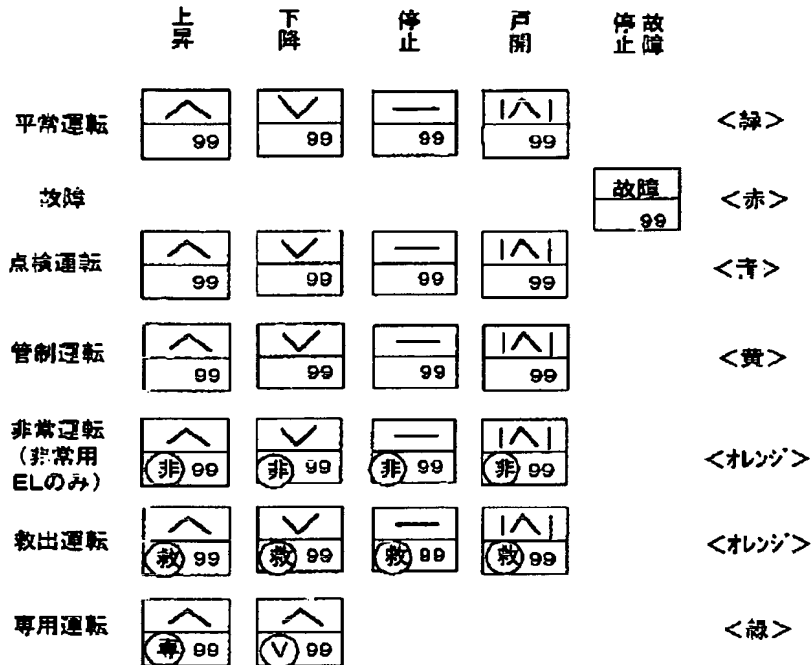 上昇 下降 停止 戸開 故障停止
平常運転 99 99 99 99 <緑>
故障 故障 99 <赤>
点検運転 99 99 99 99 <青>
管制運転 99 99 99 99 <黄>
非常運転
(非常用
ELのみ) 非 99 非 99 非 99 非 99 <オレンジ>
救出運転 救 99 救 99 救 99 救 99 <オレンジ>
専用運転 専 99 V 99 <緑>